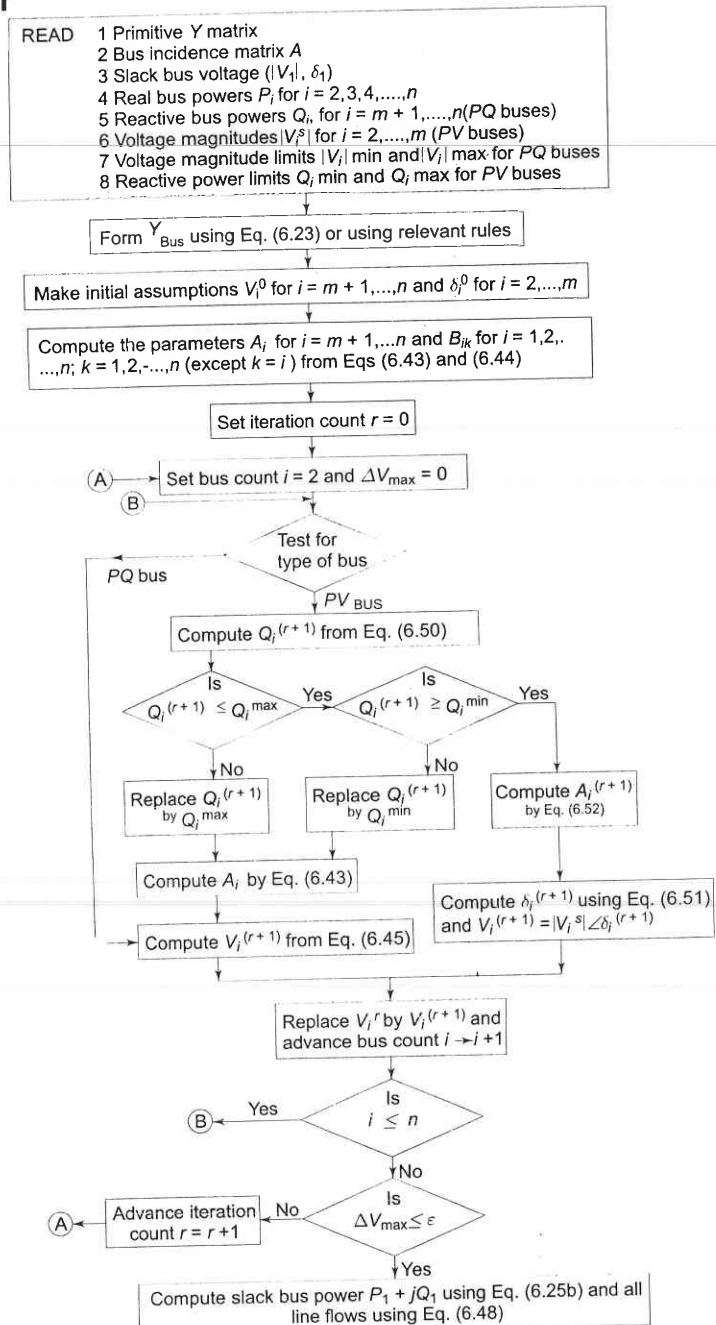 READ 1 Primitive Y matrix
2 Bus incidence matrix A
3 Slack bus voltage (|V₁|, δ₁)
4 Real bus powers Pᵢ for i = 2,3,4,....,n
5 Reactive bus powers Qᵢ, for i = m + 1,....,n(PQ buses)
6 Voltage magnitudes|Vᵢˢ| for i = 2,....,m (PV buses)
7 Voltage magnitude limits |Vᵢ| min and|Vᵢ| max for PQ buses
8 Reactive power limits Qᵢ min and Qᵢ max for PV buses
Form Y_Bus using Eq. (6.23) or using relevant rules
Make initial assumptions Vᵢ⁰ for i = m + 1,...,n and δᵢ⁰ for i = 2,...,m
Compute the parameters Aᵢ for i = m + 1,...n and Bᵢₖ for i = 1,2,.
...,n; k = 1,2,-...,n (except k = i ) from Eqs (6.43) and (6.44)
Set iteration count r = 0
A
Set bus count i = 2 and ΔV_max = 0
B
Test for
type of bus
PQ bus
PV BUS
Compute Qᵢ⁽ʳ ⁺ ¹⁾ from Eq. (6.50)
Is
Qᵢ⁽ʳ ⁺ ¹⁾ ≤ Qᵢ^max
Yes
Is
Qᵢ⁽ʳ ⁺ ¹⁾ ≥ Qᵢ^min
Yes
No
No
Replace Qᵢ⁽ʳ ⁺ ¹⁾
by Qᵢ^max
Replace Qᵢ⁽ʳ ⁺ ¹⁾
by Qᵢ^min
Compute Aᵢ⁽ʳ ⁺ ¹⁾
by Eq. (6.52)
Compute Aᵢ by Eq. (6.43)
Compute δᵢ⁽ʳ ⁺ ¹⁾ using Eq. (6.51)
and Vᵢ⁽ʳ ⁺ ¹⁾ =|Vᵢˢ|∠δᵢ⁽ʳ ⁺ ¹⁾
Compute Vᵢ⁽ʳ ⁺ ¹⁾ from Eq. (6.45)
Replace Vᵢʳ by Vᵢ⁽ʳ ⁺ ¹⁾ and
advance bus count i →i +1
Is
i ≤ n
Yes
B
No
Is
ΔV_max ≤ ε
No
Advance iteration
count r = r +1
A
Yes
Compute slack bus power P₁ + jQ₁ using Eq. (6.25b) and all
line flows using Eq. (6.48)